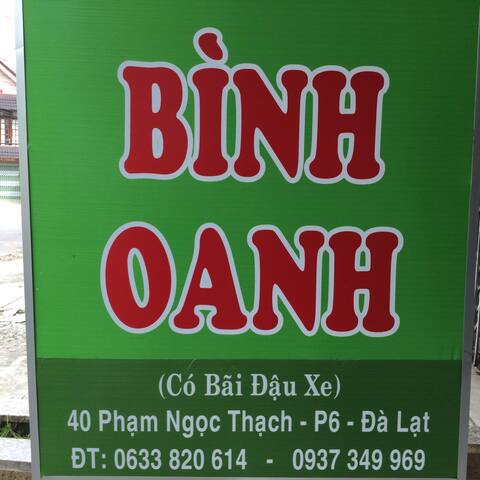 BÌNH
OANH
(Có Bãi Đậu Xe)
40 Phạm Ngọc Thạch - P6 - Đà Lạt
ĐT: 0633 820 614 - 0937 349 969